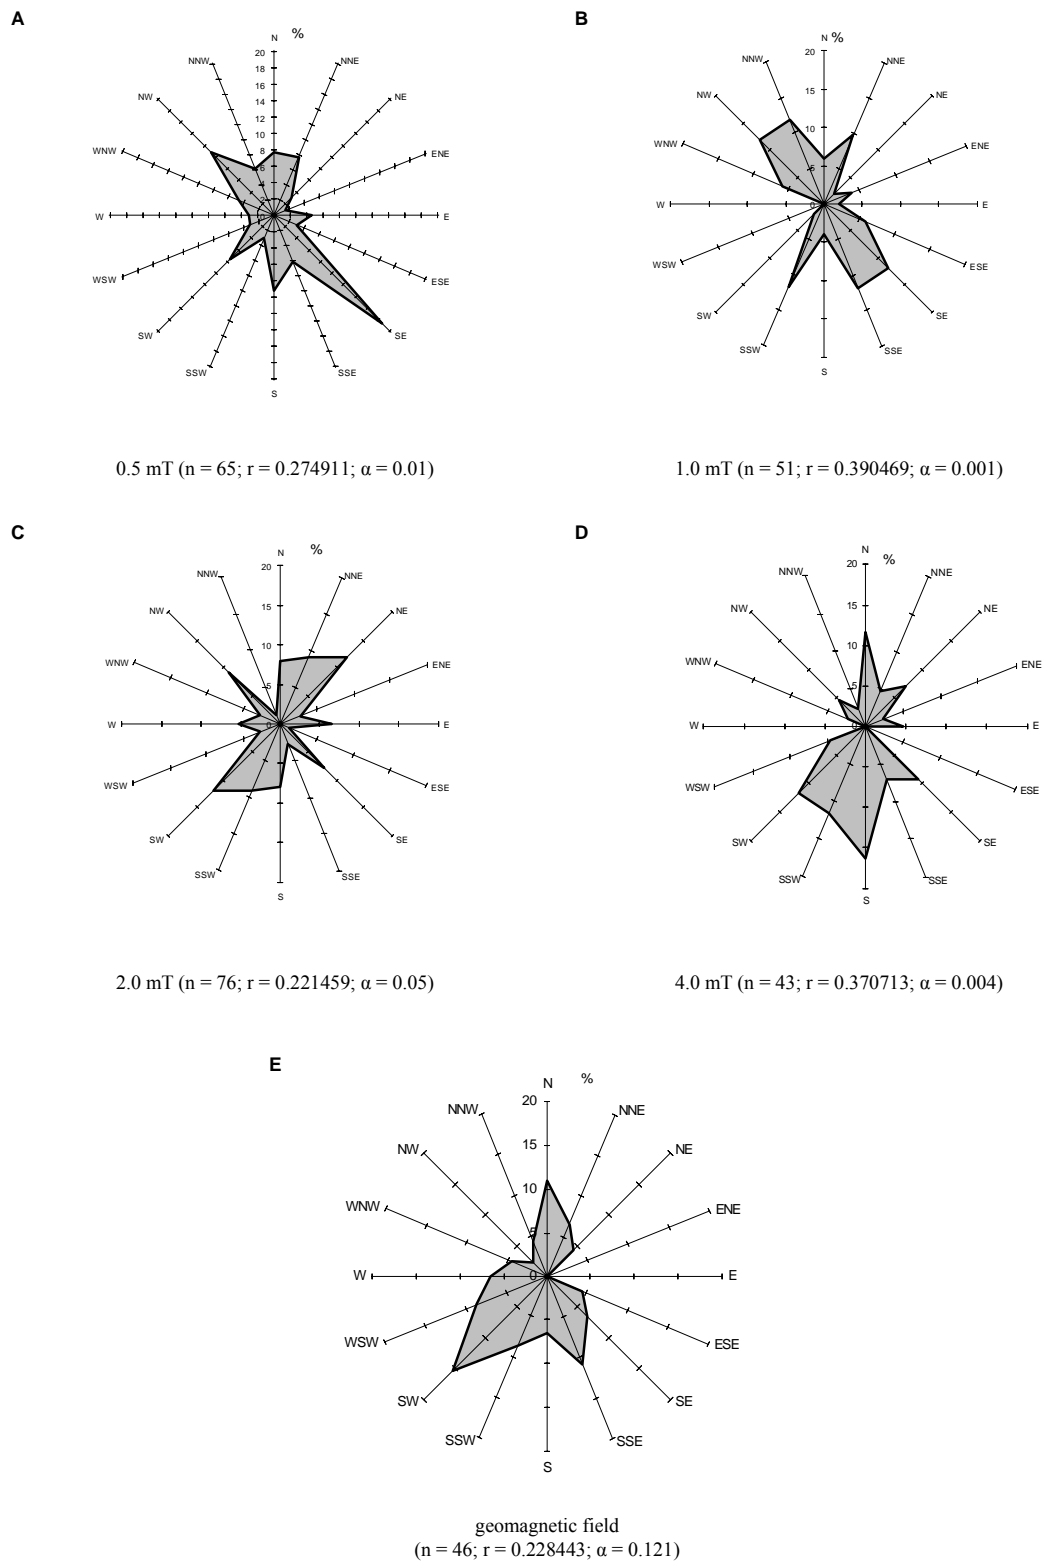 A
%
N
NNE
NE
ENE
E
ESE
SE
SSE
S
SSW
SW
WSW
W
WNW
NW
NNW
20
18
16
14
12
10
8
6
4
2
0
0.5 mT (n = 65; r = 0.274911; α = 0.01)
B
%
N
NNE
NE
ENE
E
ESE
SE
SSE
S
SSW
SW
WSW
W
WNW
NW
NNW
20
15
10
5
0
1.0 mT (n = 51; r = 0.390469; α = 0.001)
C
%
N
NNE
NE
ENE
E
ESE
SE
SSE
S
SSW
SW
WSW
W
WNW
NW
NNW
20
15
10
5
0
2.0 mT (n = 76; r = 0.221459; α = 0.05)
D
%
N
NNE
NE
ENE
E
ESE
SE
SSE
S
SSW
SW
WSW
W
WNW
NW
NNW
20
15
10
5
0
4.0 mT (n = 43; r = 0.370713; α = 0.004)
E
%
N
NNE
NE
ENE
E
ESE
SE
SSE
S
SSW
SW
WSW
W
WNW
NW
NNW
20
15
10
5
0
geomagnetic field
(n = 46; r = 0.228443; α = 0.121)